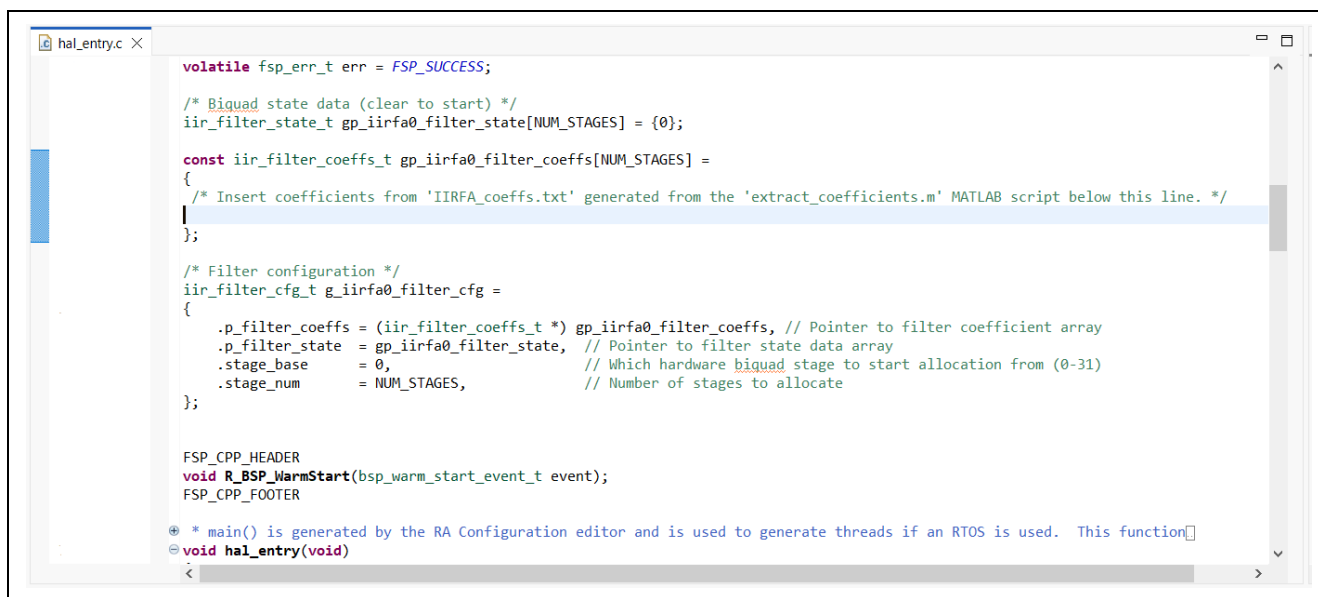 hal_entry.c
volatile fsp_err_t err = FSP_SUCCESS;
/* Biquad state data (clear to start) */
iir_filter_state_t gp_iirfa0_filter_state[NUM_STAGES] = {0};
const iir_filter_coeffs_t gp_iirfa0_filter_coeffs[NUM_STAGES] =
{
/* Insert coefficients from 'IIRFA_coeffs.txt' generated from the 'extract_coefficients.m' MATLAB script below this line. */
};
/* Filter configuration */
iir_filter_cfg_t g_iirfa0_filter_cfg =
{
.p_filter_coeffs = (iir_filter_coeffs_t *) gp_iirfa0_filter_coeffs, // Pointer to filter coefficient array
.p_filter_state = gp_iirfa0_filter_state, // Pointer to filter state data array
.stage_base = 0, // Which hardware biquad stage to start allocation from (0-31)
.stage_num = NUM_STAGES, // Number of stages to allocate
};
FSP_CPP_HEADER
void R_BSP_WarmStart(bsp_warm_start_event_t event);
FSP_CPP_FOOTER
* main() is generated by the RA Configuration editor and is used to generate threads if an RTOS is used. This function
void hal_entry(void)